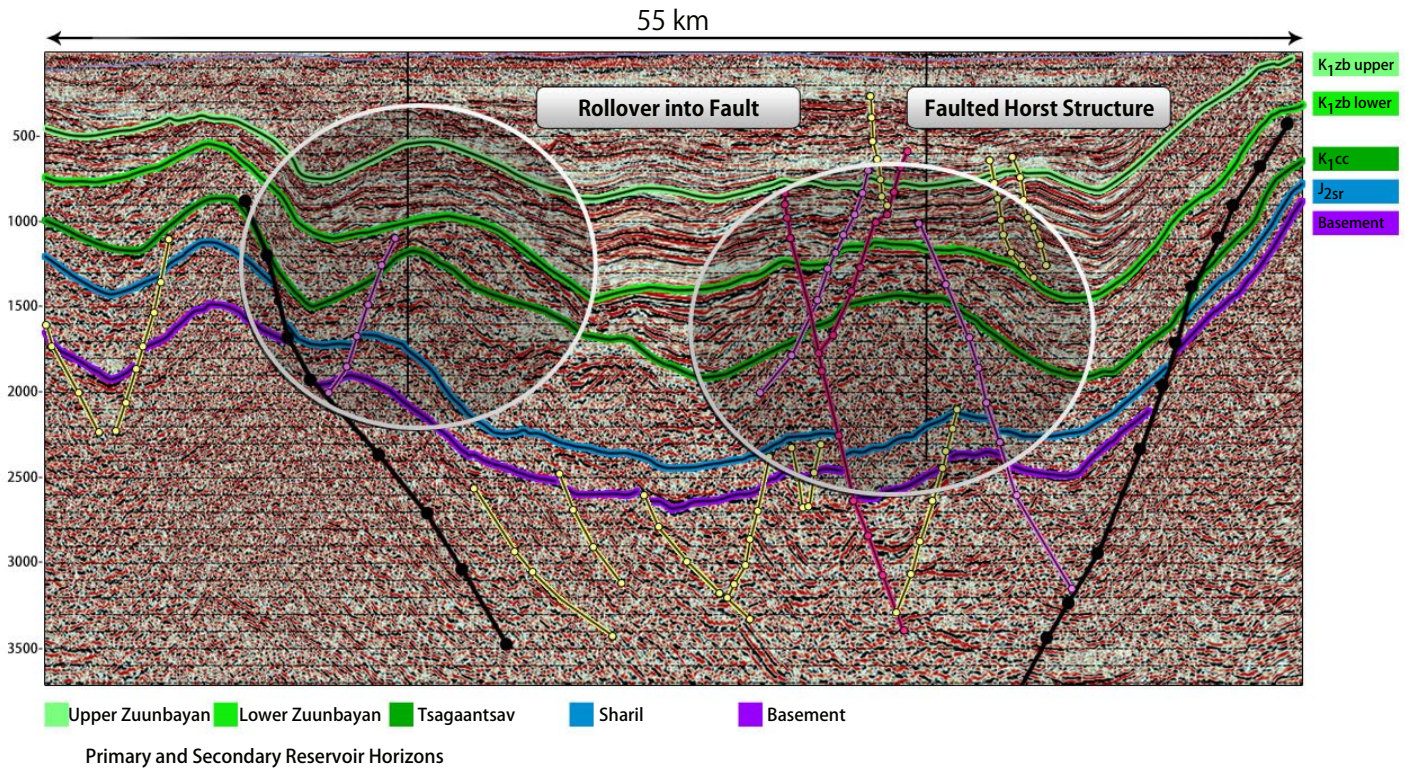 55 km
Rollover into Fault
Faulted Horst Structure
K1zb upper
K1zb lower
K1cc
J2sr
Basement
500-
1000-
1500-
2000-
2500-
3000-
3500-
Upper Zuunbayan Lower Zuunbayan Tsagaantsav Sharil Basement
Primary and Secondary Reservoir Horizons